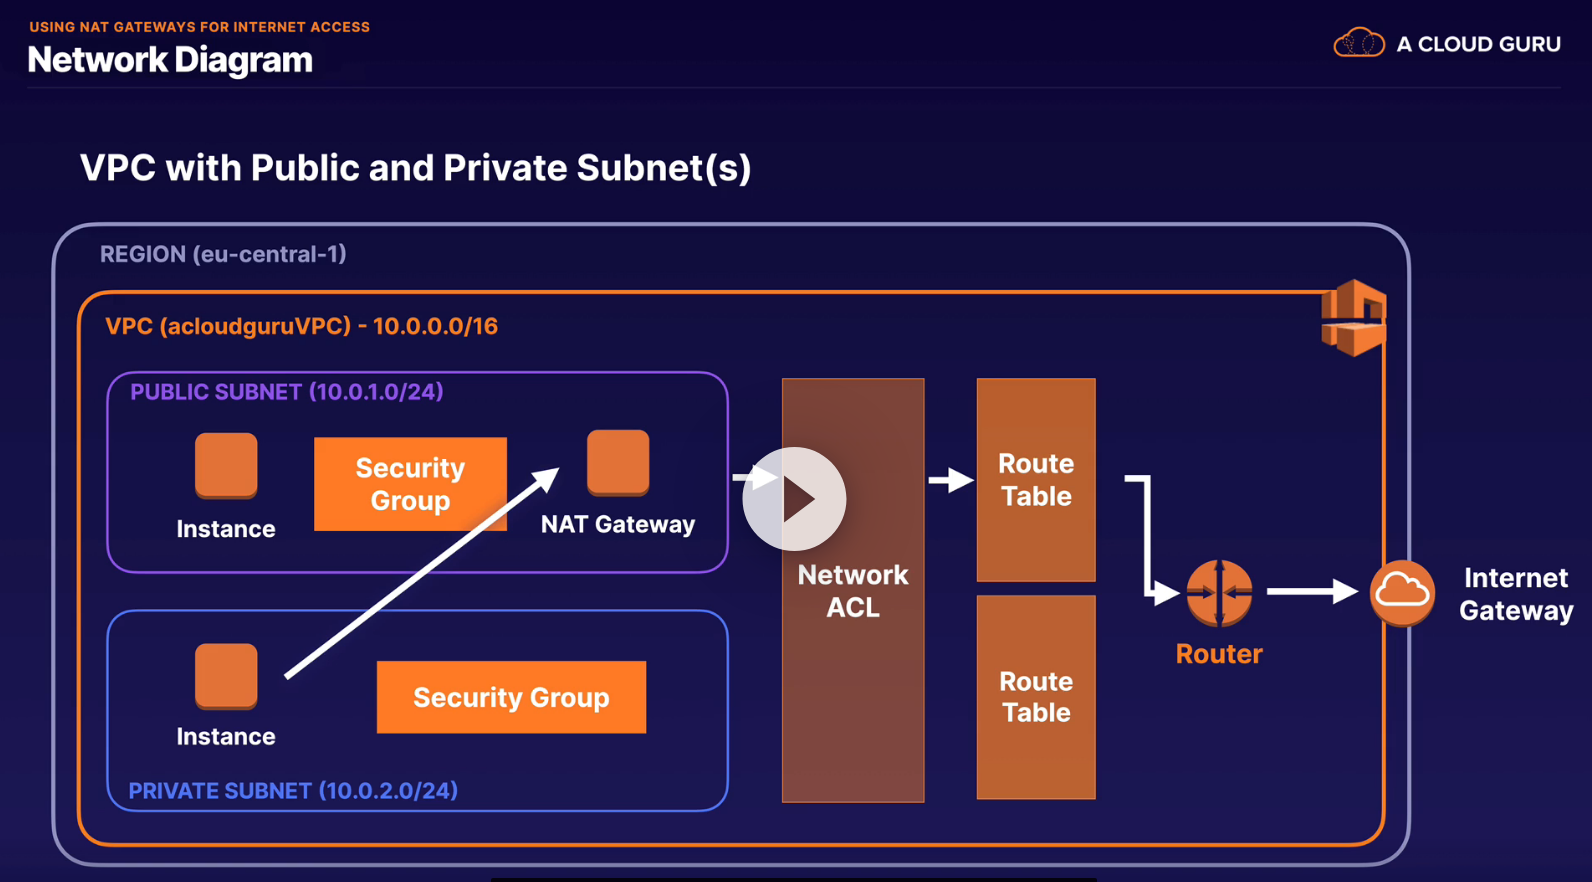 USING NAT GATEWAYS FOR INTERNET ACCESS
Network Diagram
A CLOUD GURU
VPC with Public and Private Subnet(s)
REGION (eu-central-1)
VPC (acloudguruVPC) - 10.0.0.0/16
PUBLIC SUBNET (10.0.1.0/24)
Instance
Security
Group
NAT Gateway
Network
ACL
Route
Table
Router
Internet
Gateway
Instance
Security Group
Route
Table
PRIVATE SUBNET (10.0.2.0/24)